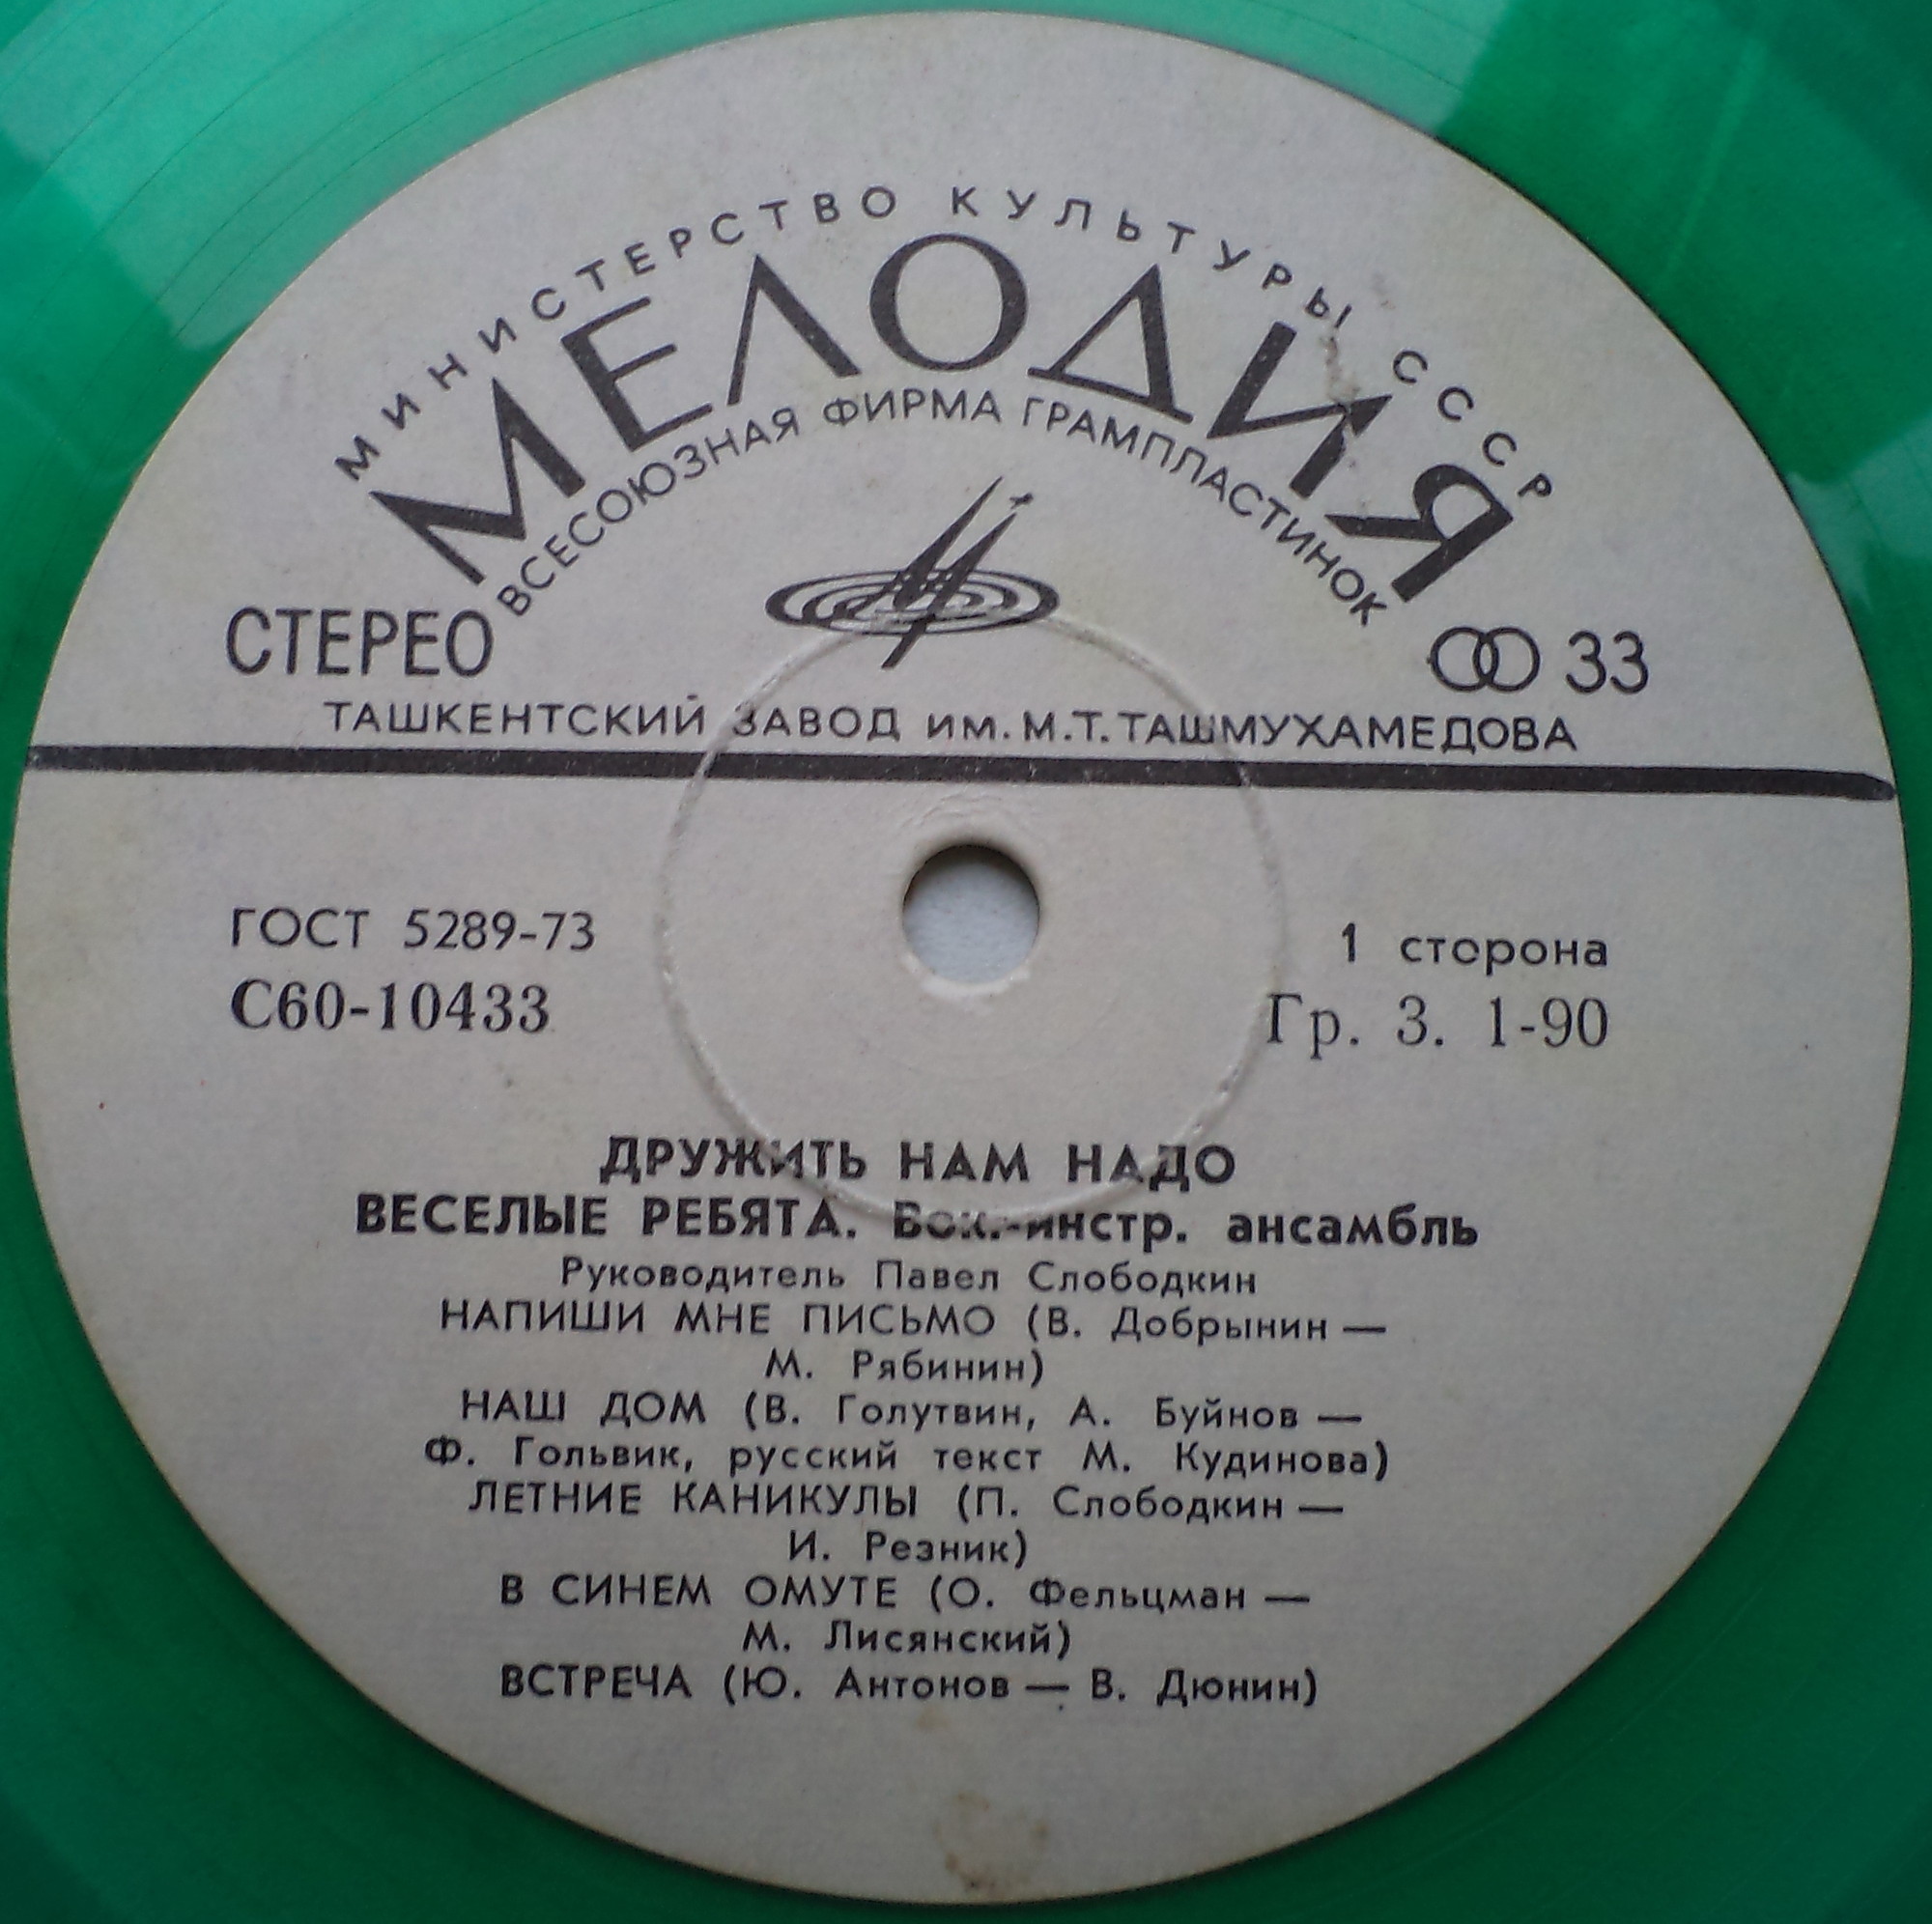 МИНИСТЕРСТВО КУЛЬТУРЫ СССР
МЕЛОДИЯ
ВСЕСОЮЗНАЯ ФИРМА ГРАМПЛАСТИНОК
СТЕРЕО 33
ТАШКЕНТСКИЙ ЗАВОД им. М.Т. ТАШМУХАМЕДОВА
ГОСТ 5289-73 1 сторона
С60-10433 Гр. 3. 1-90
ДРУЖИТЬ НАМ НАДО
ВЕСЕЛЫЕ РЕБЯТА. Вок.-инстр. ансамбль
Руководитель Павел Слободкин
НАПИШИ МНЕ ПИСЬМО (В. Добрынин —
М. Рябинин)
НАШ ДОМ (В. Голутвин, А. Буйнов —
Ф. Гольвик, русский текст М. Кудинова)
ЛЕТНИЕ КАНИКУЛЫ (П. Слободкин —
И. Резник)
В СИНЕМ ОМУТЕ (О. Фельцман —
М. Лисянский)
ВСТРЕЧА (Ю. Антонов — В. Дюнин)